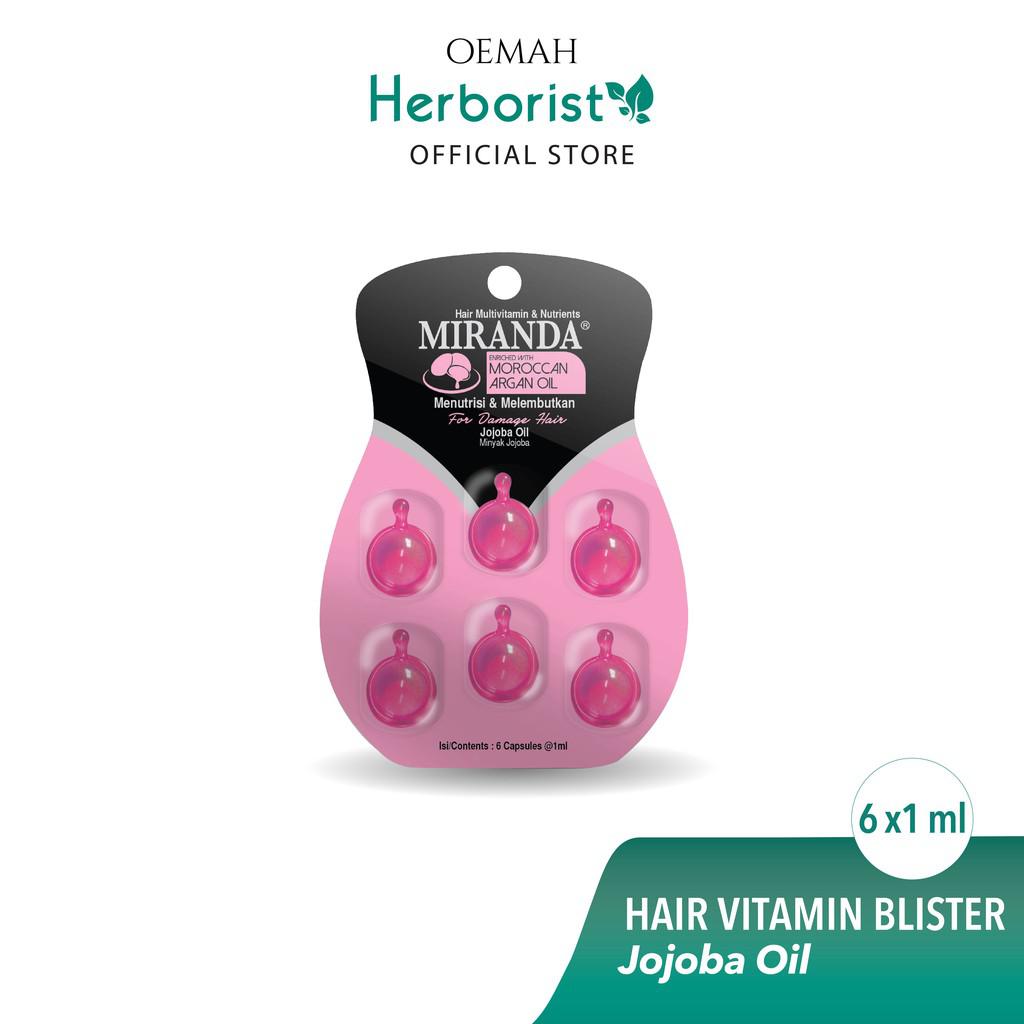 OEMAH
Herborist
OFFICIAL STORE
Hair Multivitamin & Nutrients
MIRANDA®
ENRICHED WITH
MOROCCAN
ARGAN OIL
Menutrisi & Melembutkan
For Damage Hair
Jojoba Oil
Minyak Jojoba
Isi/Contents : 6 Capsules @1ml
6 x1 ml
HAIR VITAMIN BLISTER
Jojoba Oil